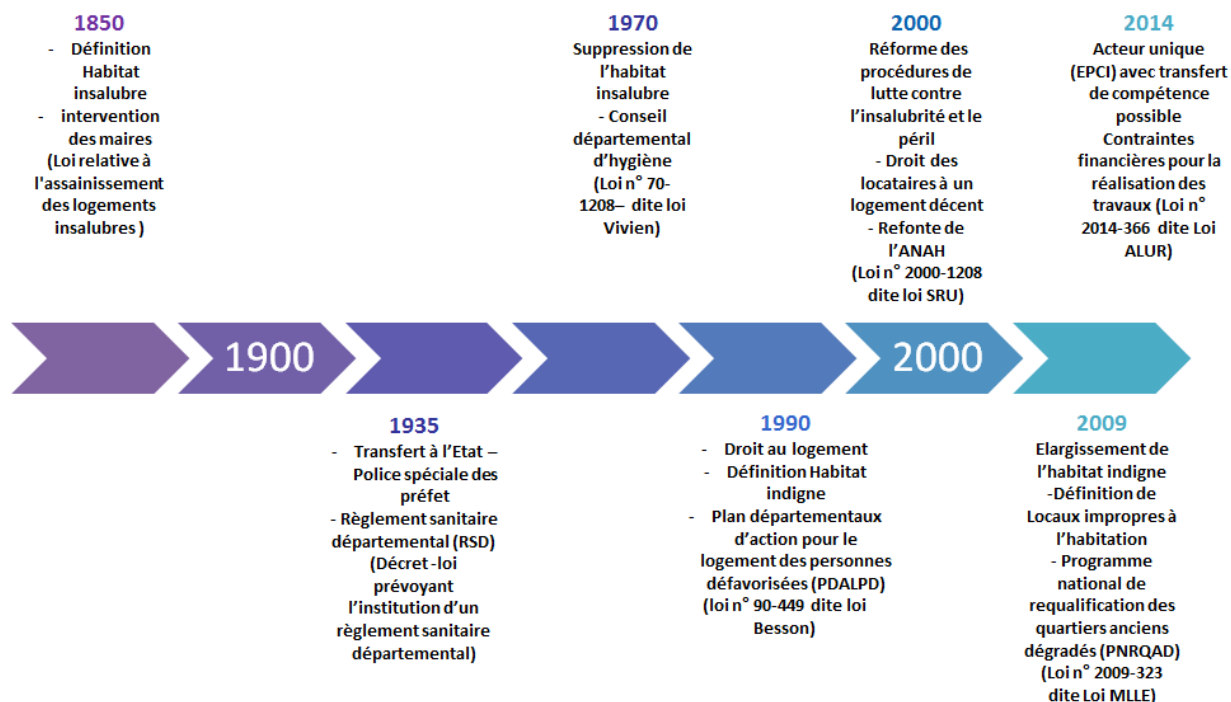 1850
- Définition
Habitat
insalubre
- intervention
des maires
(Loi relative à
l'assainissement
des logements
insalubres )
1970
Suppression de
l'habitat
insalubre
- Conseil
départemental
d'hygiène
(Loi n° 70-
1208– dite loi
Vivien)
2000
Réforme des
procédures de
lutte contre
l'insalubrité et le
péril
- Droit des
locataires à un
logement décent
- Refonte de
l'ANAH
(Loi n° 2000-1208
dite loi SRU)
2014
Acteur unique
(EPCI) avec transfert
de compétence
possible
Contraintes
financières pour la
réalisation des
travaux (Loi n°
2014-366 dite Loi
ALUR)
1900
2000
1935
- Transfert à l'Etat –
Police spéciale des
préfet
- Règlement sanitaire
départemental (RSD)
(Décret -loi
prévoyant
l'institution d'un
règlement sanitaire
départemental)
1990
- Droit au logement
- Définition Habitat
indigne
- Plan départementaux
d'action pour le
logement des personnes
défavorisées (PDALPD)
(loi n° 90-449 dite loi
Besson)
2009
Elargissement de
l'habitat indigne
-Définition de
Locaux impropres à
l'habitation
- Programme
national de
requalification des
quartiers anciens
dégradés (PNRQAD)
(Loi n° 2009-323
dite Loi MLLE)